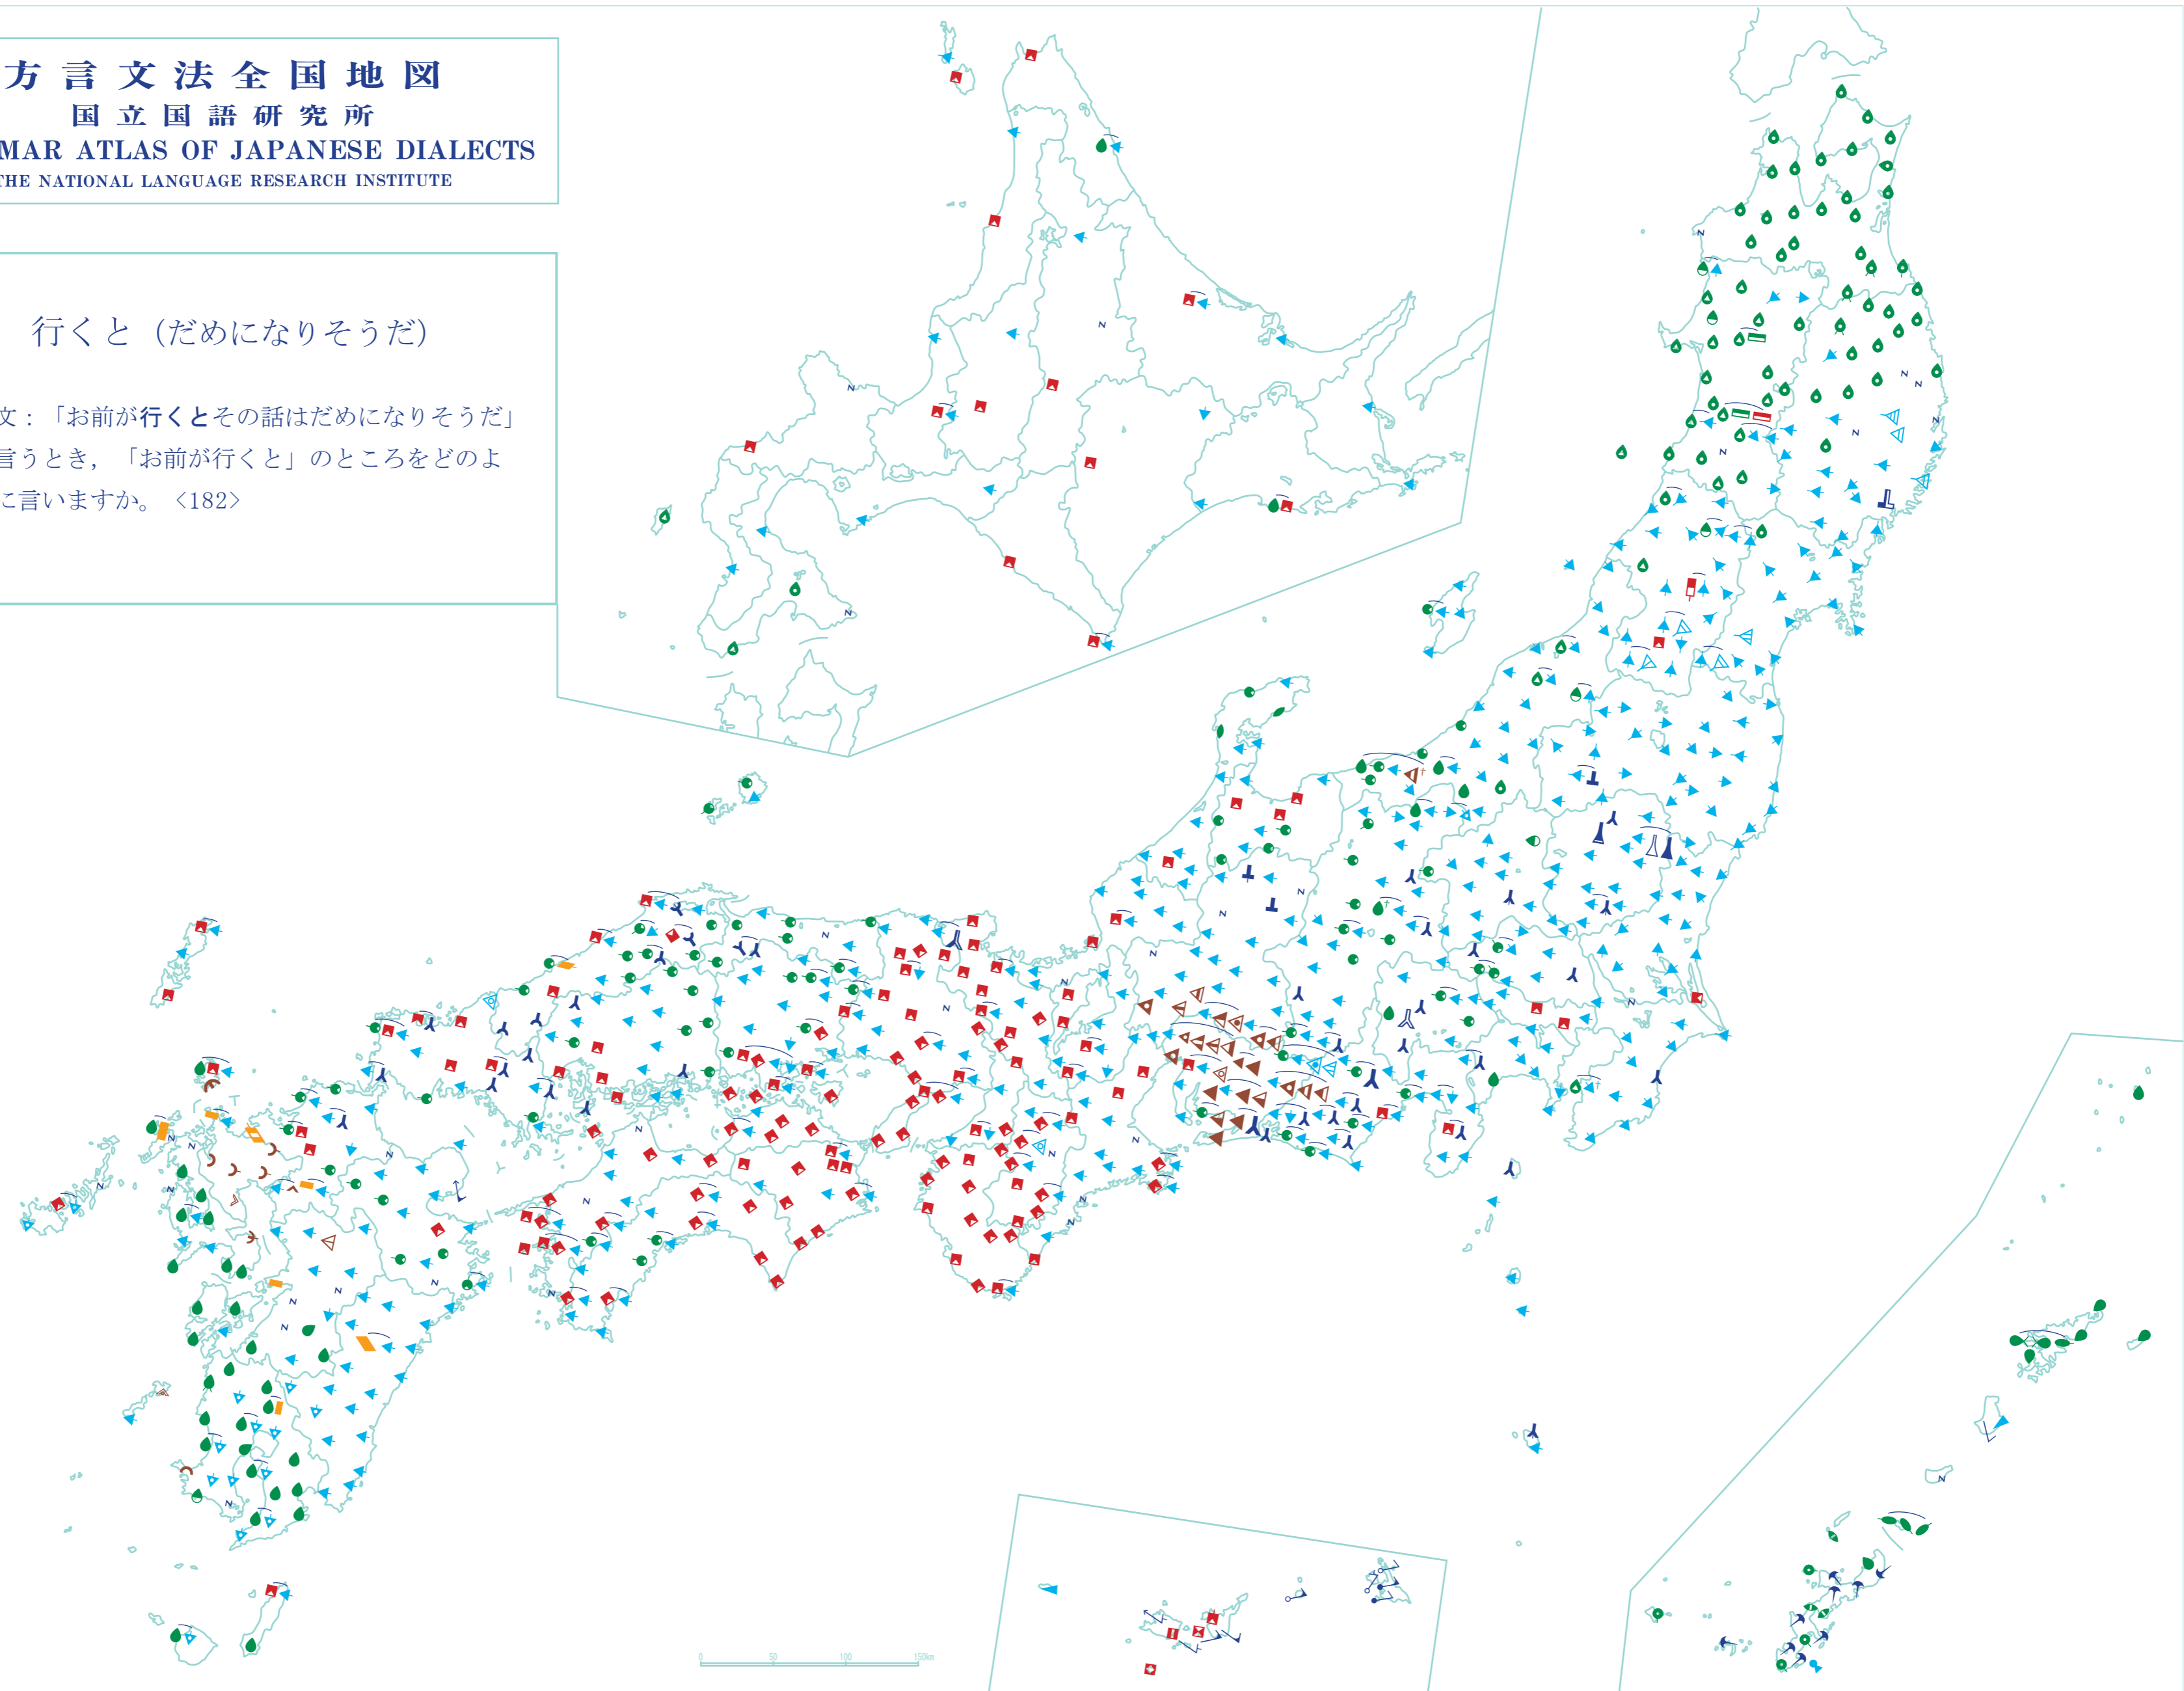 方言文法全国地図
国立国語研究所
MAR ATLAS OF JAPANESE DIALECTS
THE NATIONAL LANGUAGE RESEARCH INSTITUTE
行くと（だめになりそうだ）
文：「お前が行くとその話はだめになりそうだ」
言うとき，「お前が行くと」のところをどのよ
に言いますか。〈182〉
0 50 100 150km